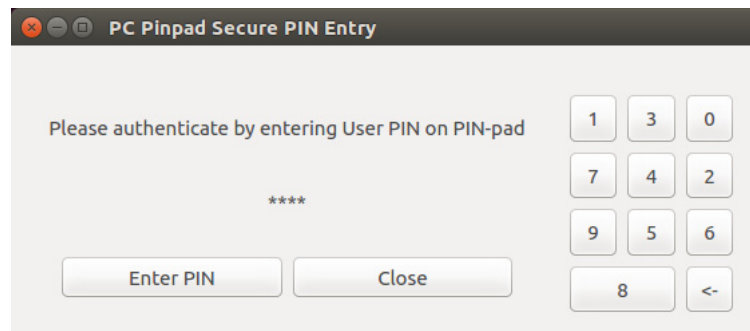 PC Pinpad Secure PIN Entry
Please authenticate by entering User PIN on PIN-pad
****
Enter PIN
Close
1 3 0
7 4 2
9 5 6
8 <-